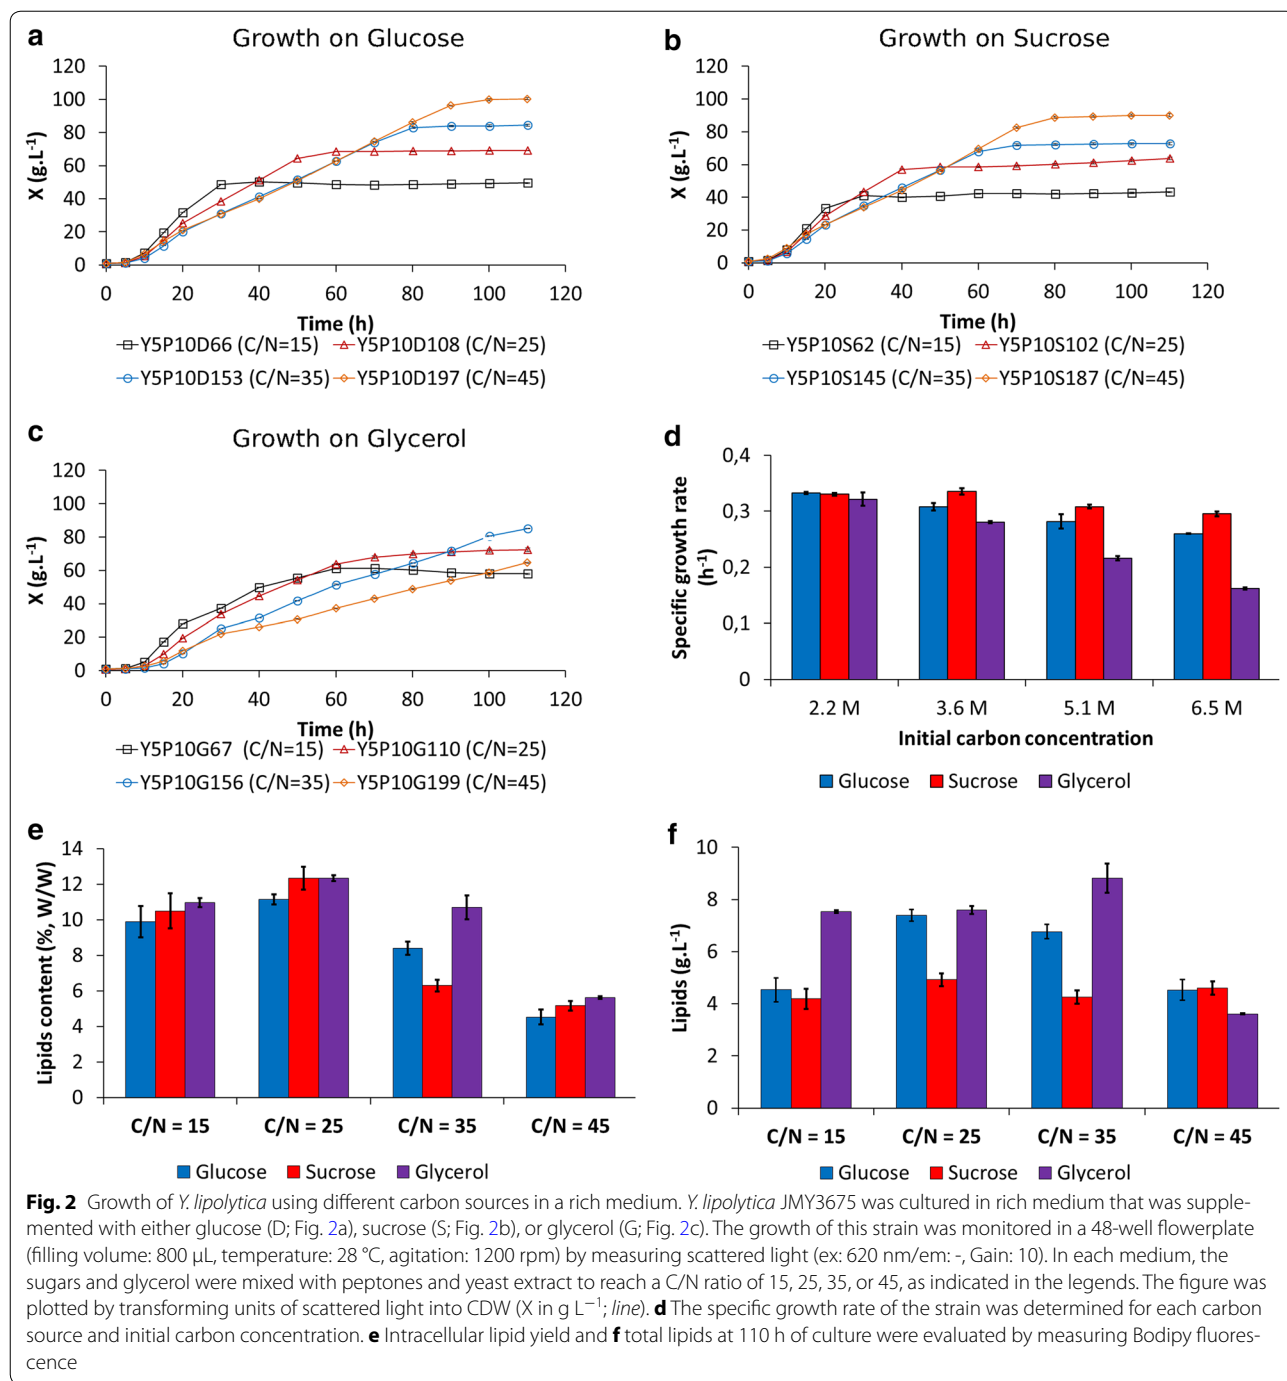 a
Growth on Glucose
X (g.L-1)
120
100
80
60
40
20
0
0 20 40 60 80 100 120
Time (h)
Y5P10D66 (C/N=15) Y5P10D108 (C/N=25)
Y5P10D153 (C/N=35) Y5P10D197 (C/N=45)
b
Growth on Sucrose
X (g.L-1)
120
100
80
60
40
20
0
0 20 40 60 80 100 120
Time (h)
Y5P10S62 (C/N=15) Y5P10S102 (C/N=25)
Y5P10S145 (C/N=35) Y5P10S187 (C/N=45)
c
Growth on Glycerol
X (g.L-1)
120
100
80
60
40
20
0
0 20 40 60 80 100 120
Time (h)
Y5P10G67 (C/N=15) Y5P10G110 (C/N=25)
Y5P10G156 (C/N=35) Y5P10G199 (C/N=45)
d
Specific growth rate
(h-1)
0,4
0,3
0,2
0,1
0
2.2 M 3.6 M 5.1 M 6.5 M
Initial carbon concentration
Glucose Sucrose Glycerol
e
Lipids content (%, W/W)
14
12
10
8
6
4
2
0
C/N = 15 C/N = 25 C/N = 35 C/N = 45
Glucose Sucrose Glycerol
f
Lipids (g.L-1)
10
8
6
4
2
0
C/N = 15 C/N = 25 C/N = 35 C/N = 45
Glucose Sucrose Glycerol
Fig. 2 Growth of Y. lipolytica using different carbon sources in a rich medium. Y. lipolytica JMY3675 was cultured in rich medium that was supple-
mented with either glucose (D; Fig. 2a), sucrose (S; Fig. 2b), or glycerol (G; Fig. 2c). The growth of this strain was monitored in a 48-well flowerplate
(filling volume: 800 μL, temperature: 28 °C, agitation: 1200 rpm) by measuring scattered light (ex: 620 nm/em: -, Gain: 10). In each medium, the
sugars and glycerol were mixed with peptones and yeast extract to reach a C/N ratio of 15, 25, 35, or 45, as indicated in the legends. The figure was
plotted by transforming units of scattered light into CDW (X in g L−1; line). d The specific growth rate of the strain was determined for each carbon
source and initial carbon concentration. e Intracellular lipid yield and f total lipids at 110 h of culture were evaluated by measuring Bodipy fluores-
cence